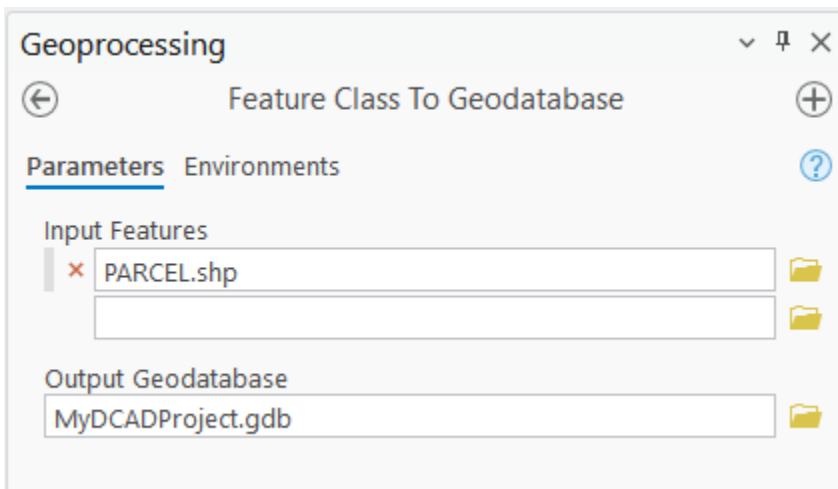 Geoprocessing
Feature Class To Geodatabase
Parameters Environments
Input Features
PARCEL.shp
Output Geodatabase
MyDCADProject.gdb